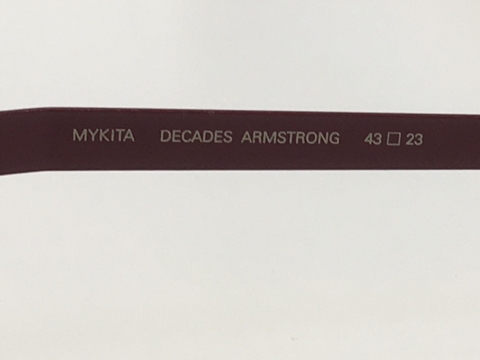 MYKITA DECADES ARMSTRONG 43□23